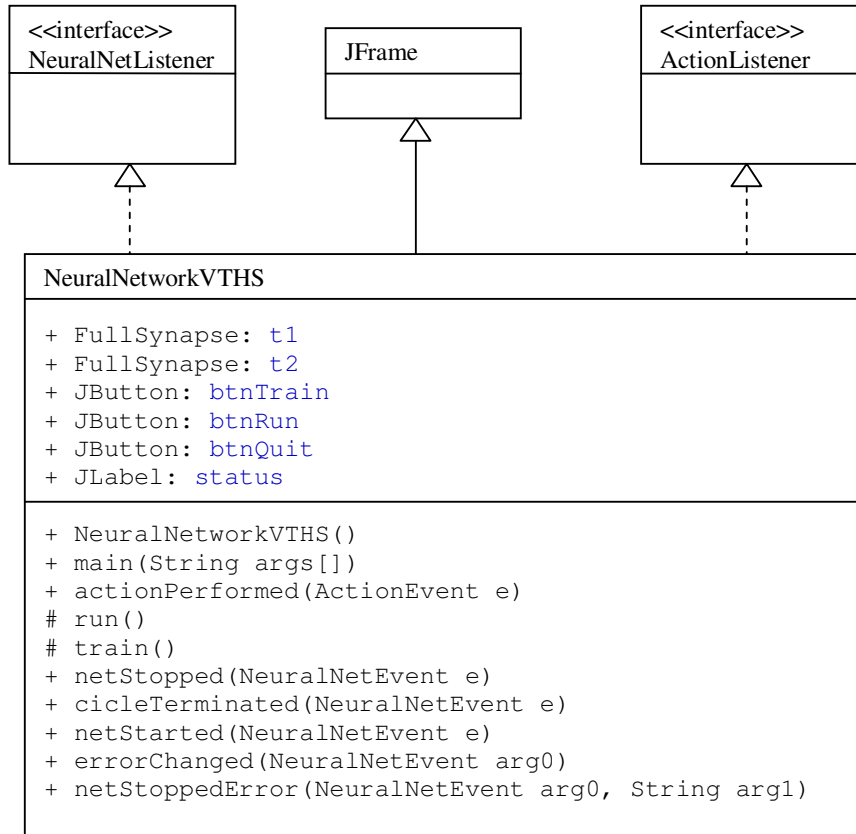 <<interface>>
NeuralNetListener
JFrame
<<interface>>
ActionListener
NeuralNetworkVTHS
+ FullSynapse: t1
+ FullSynapse: t2
+ JButton: btnTrain
+ JButton: btnRun
+ JButton: btnQuit
+ JLabel: status
+ NeuralNetworkVTHS()
+ main(String args[])
+ actionPerformed(ActionEvent e)
# run()
# train()
+ netStopped(NeuralNetEvent e)
+ cicleTerminated(NeuralNetEvent e)
+ netStarted(NeuralNetEvent e)
+ errorChanged(NeuralNetEvent arg0)
+ netStoppedError(NeuralNetEvent arg0, String arg1)